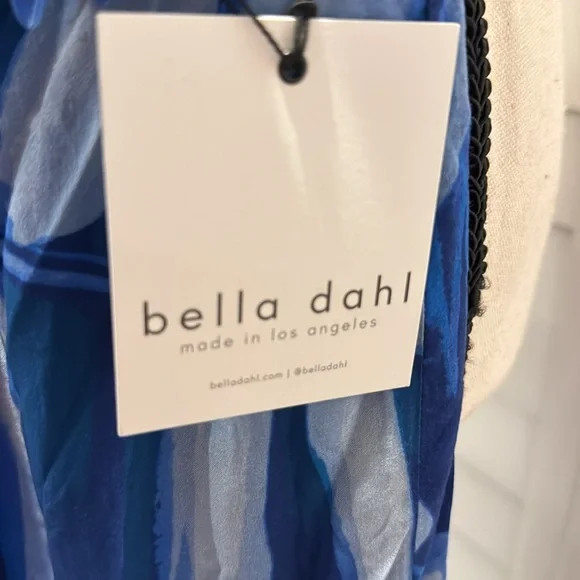 bella dahl
made in los angeles
belladahl.com | @belladahl